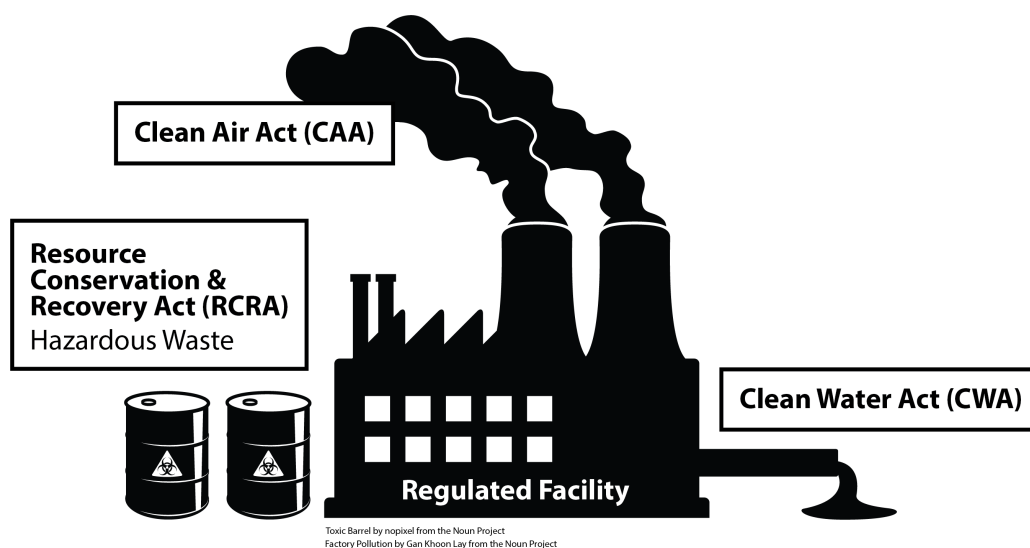 Clean Air Act (CAA)
Resource
Conservation &
Recovery Act (RCRA)
Hazardous Waste
Clean Water Act (CWA)
Regulated Facility
Toxic Barrel by nopixel from the Noun Project
Factory Pollution by Gan Khoon Lay from the Noun Project